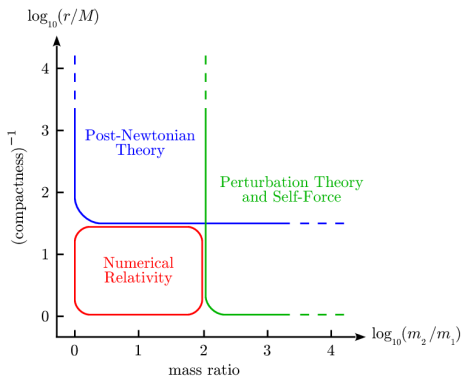 log₁₀(r/M)
4
3
2
1
0
(compactness)⁻¹
Post-Newtonian
Theory
Perturbation Theory
and Self-Force
Numerical
Relativity
0 1 2 3 4
log₁₀(m₂/m₁)
mass ratio